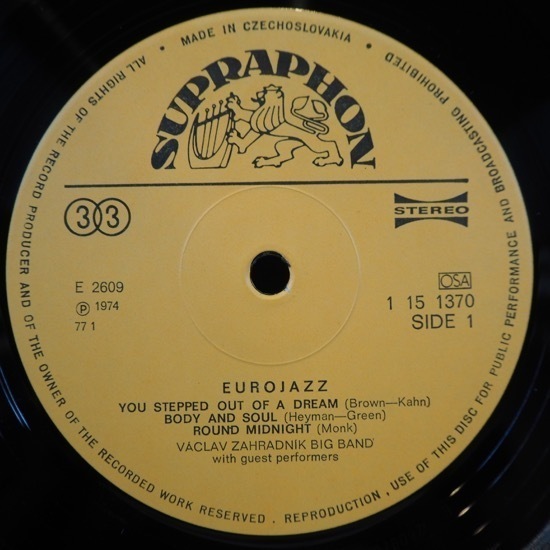 MADE IN CZECHOSLOVAKIA • ALL RIGHTS OF THE RECORD PRODUCER AND OF THE OWNER OF THE RECORDED WORK RESERVED . REPRODUCTION , USE OF THIS DISC FOR PUBLIC PERFORMANCE AND BROADCASTING PROHIBITED •
SUPRAPHON
33
STEREO
E 2609
℗ 1974
77 1
OSA
1 15 1370
SIDE 1
EUROJAZZ
YOU STEPPED OUT OF A DREAM (Brown—Kahn)
BODY AND SOUL (Heyman—Green)
ROUND MIDNIGHT (Monk)
VÁCLAV ZAHRADNÍK BIG BAND
with guest performers